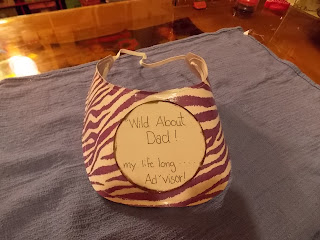 Wild About
Dad!
my life long ...
Ad-visor!